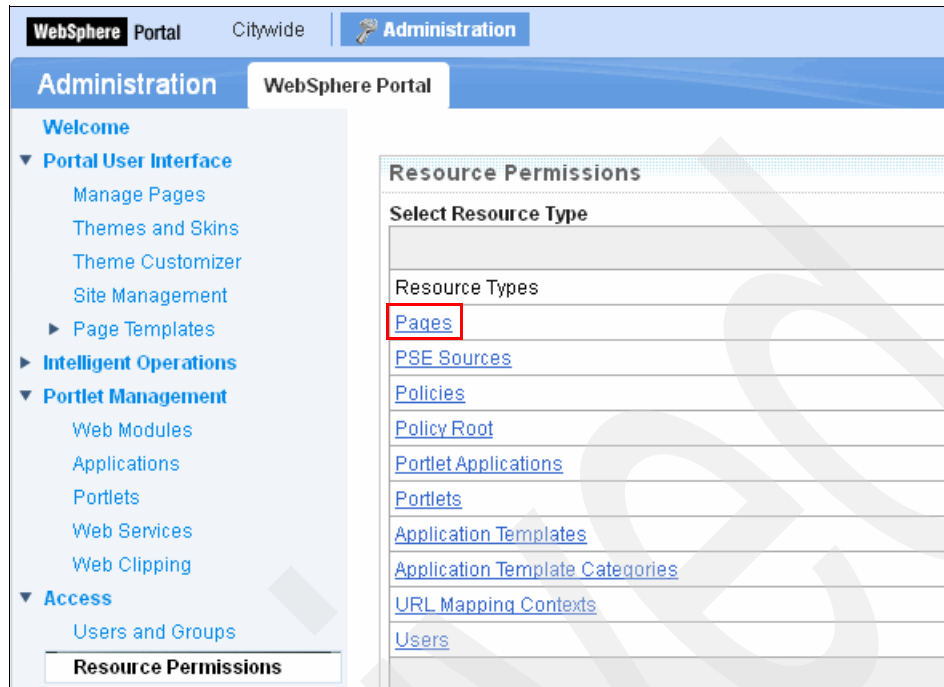 WebSphere Portal Citywide Administration
Administration WebSphere Portal
Welcome
Portal User Interface
Manage Pages
Themes and Skins
Theme Customizer
Site Management
Page Templates
Intelligent Operations
Portlet Management
Web Modules
Applications
Portlets
Web Services
Web Clipping
Access
Users and Groups
Resource Permissions
Resource Permissions
Select Resource Type
Resource Types
Pages
PSE Sources
Policies
Policy Root
Portlet Applications
Portlets
Application Templates
Application Template Categories
URL Mapping Contexts
Users